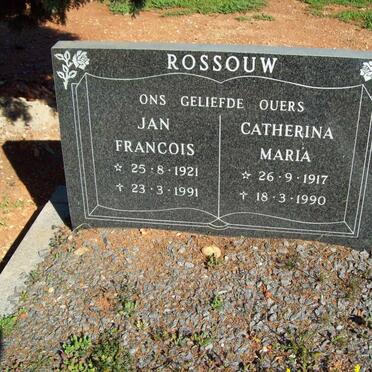 ROSSOUW
ONS GELIEFDE OUERS
JAN
FRANCOIS
☆ 25·8·1921
✝ 23·3·1991
CATHERINA
MARIA
☆ 26·9·1917
✝ 18·3·1990